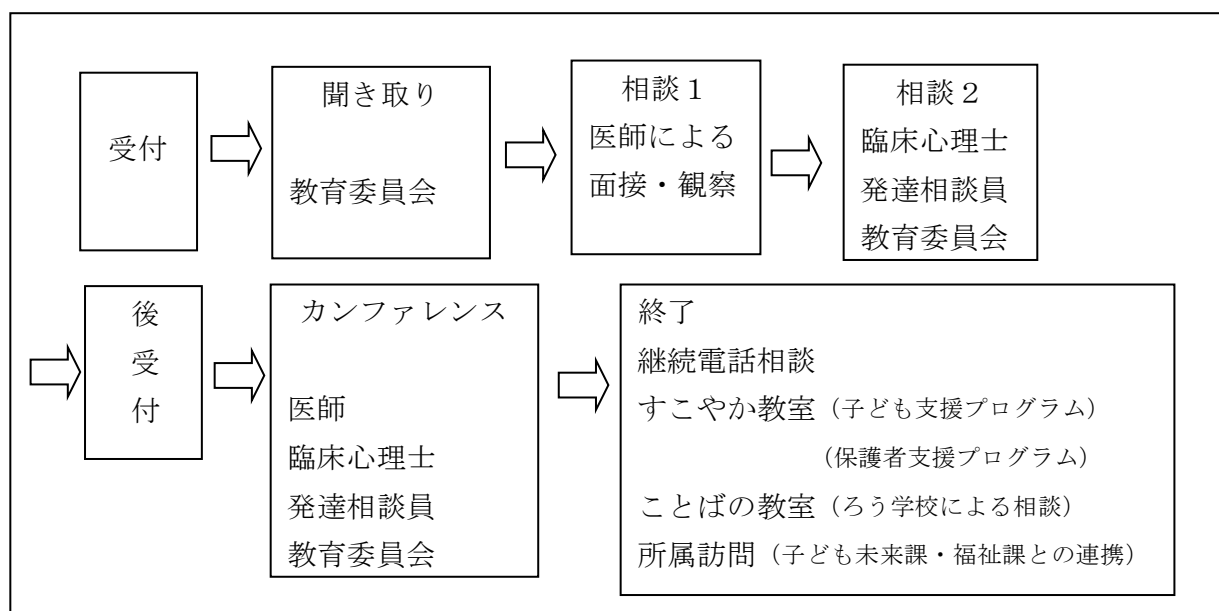 受付
聞き取り
教育委員会
相談１
医師による
面接・観察
相談２
臨床心理士
発達相談員
教育委員会
後
受
付
カンファレンス
医師
臨床心理士
発達相談員
教育委員会
終了
継続電話相談
すこやか教室（子ども支援プログラム）
（保護者支援プログラム）
ことばの教室（ろう学校による相談）
所属訪問（子ども未来課・福祉課との連携）